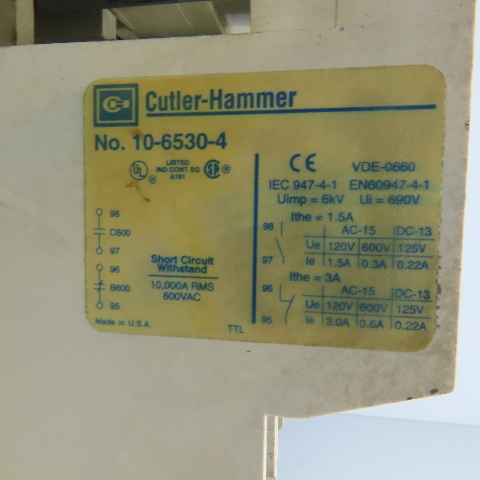 Cutler-Hammer
No. 10-6530-4
UL ® LISTED IND CONT EQ A191 SA ®
CE VDE-0660
IEC 947-4-1 EN60947-4-1
Uimp = 6kV Ui = 690V
98
C600
97
96
B600
95
Short Circuit
Withstand
10,000A RMS
600VAC
Made in U.S.A.
TTL
Ithe = 1.5A
98
AC-15 DC-13
Ue 120V 600V 125V
97
Ie 1.5A 0.3A 0.22A
Ithe = 3A
96
AC-15 DC-13
Ue 120V 600V 125V
95
Ie 3.0A 0.6A 0.22A